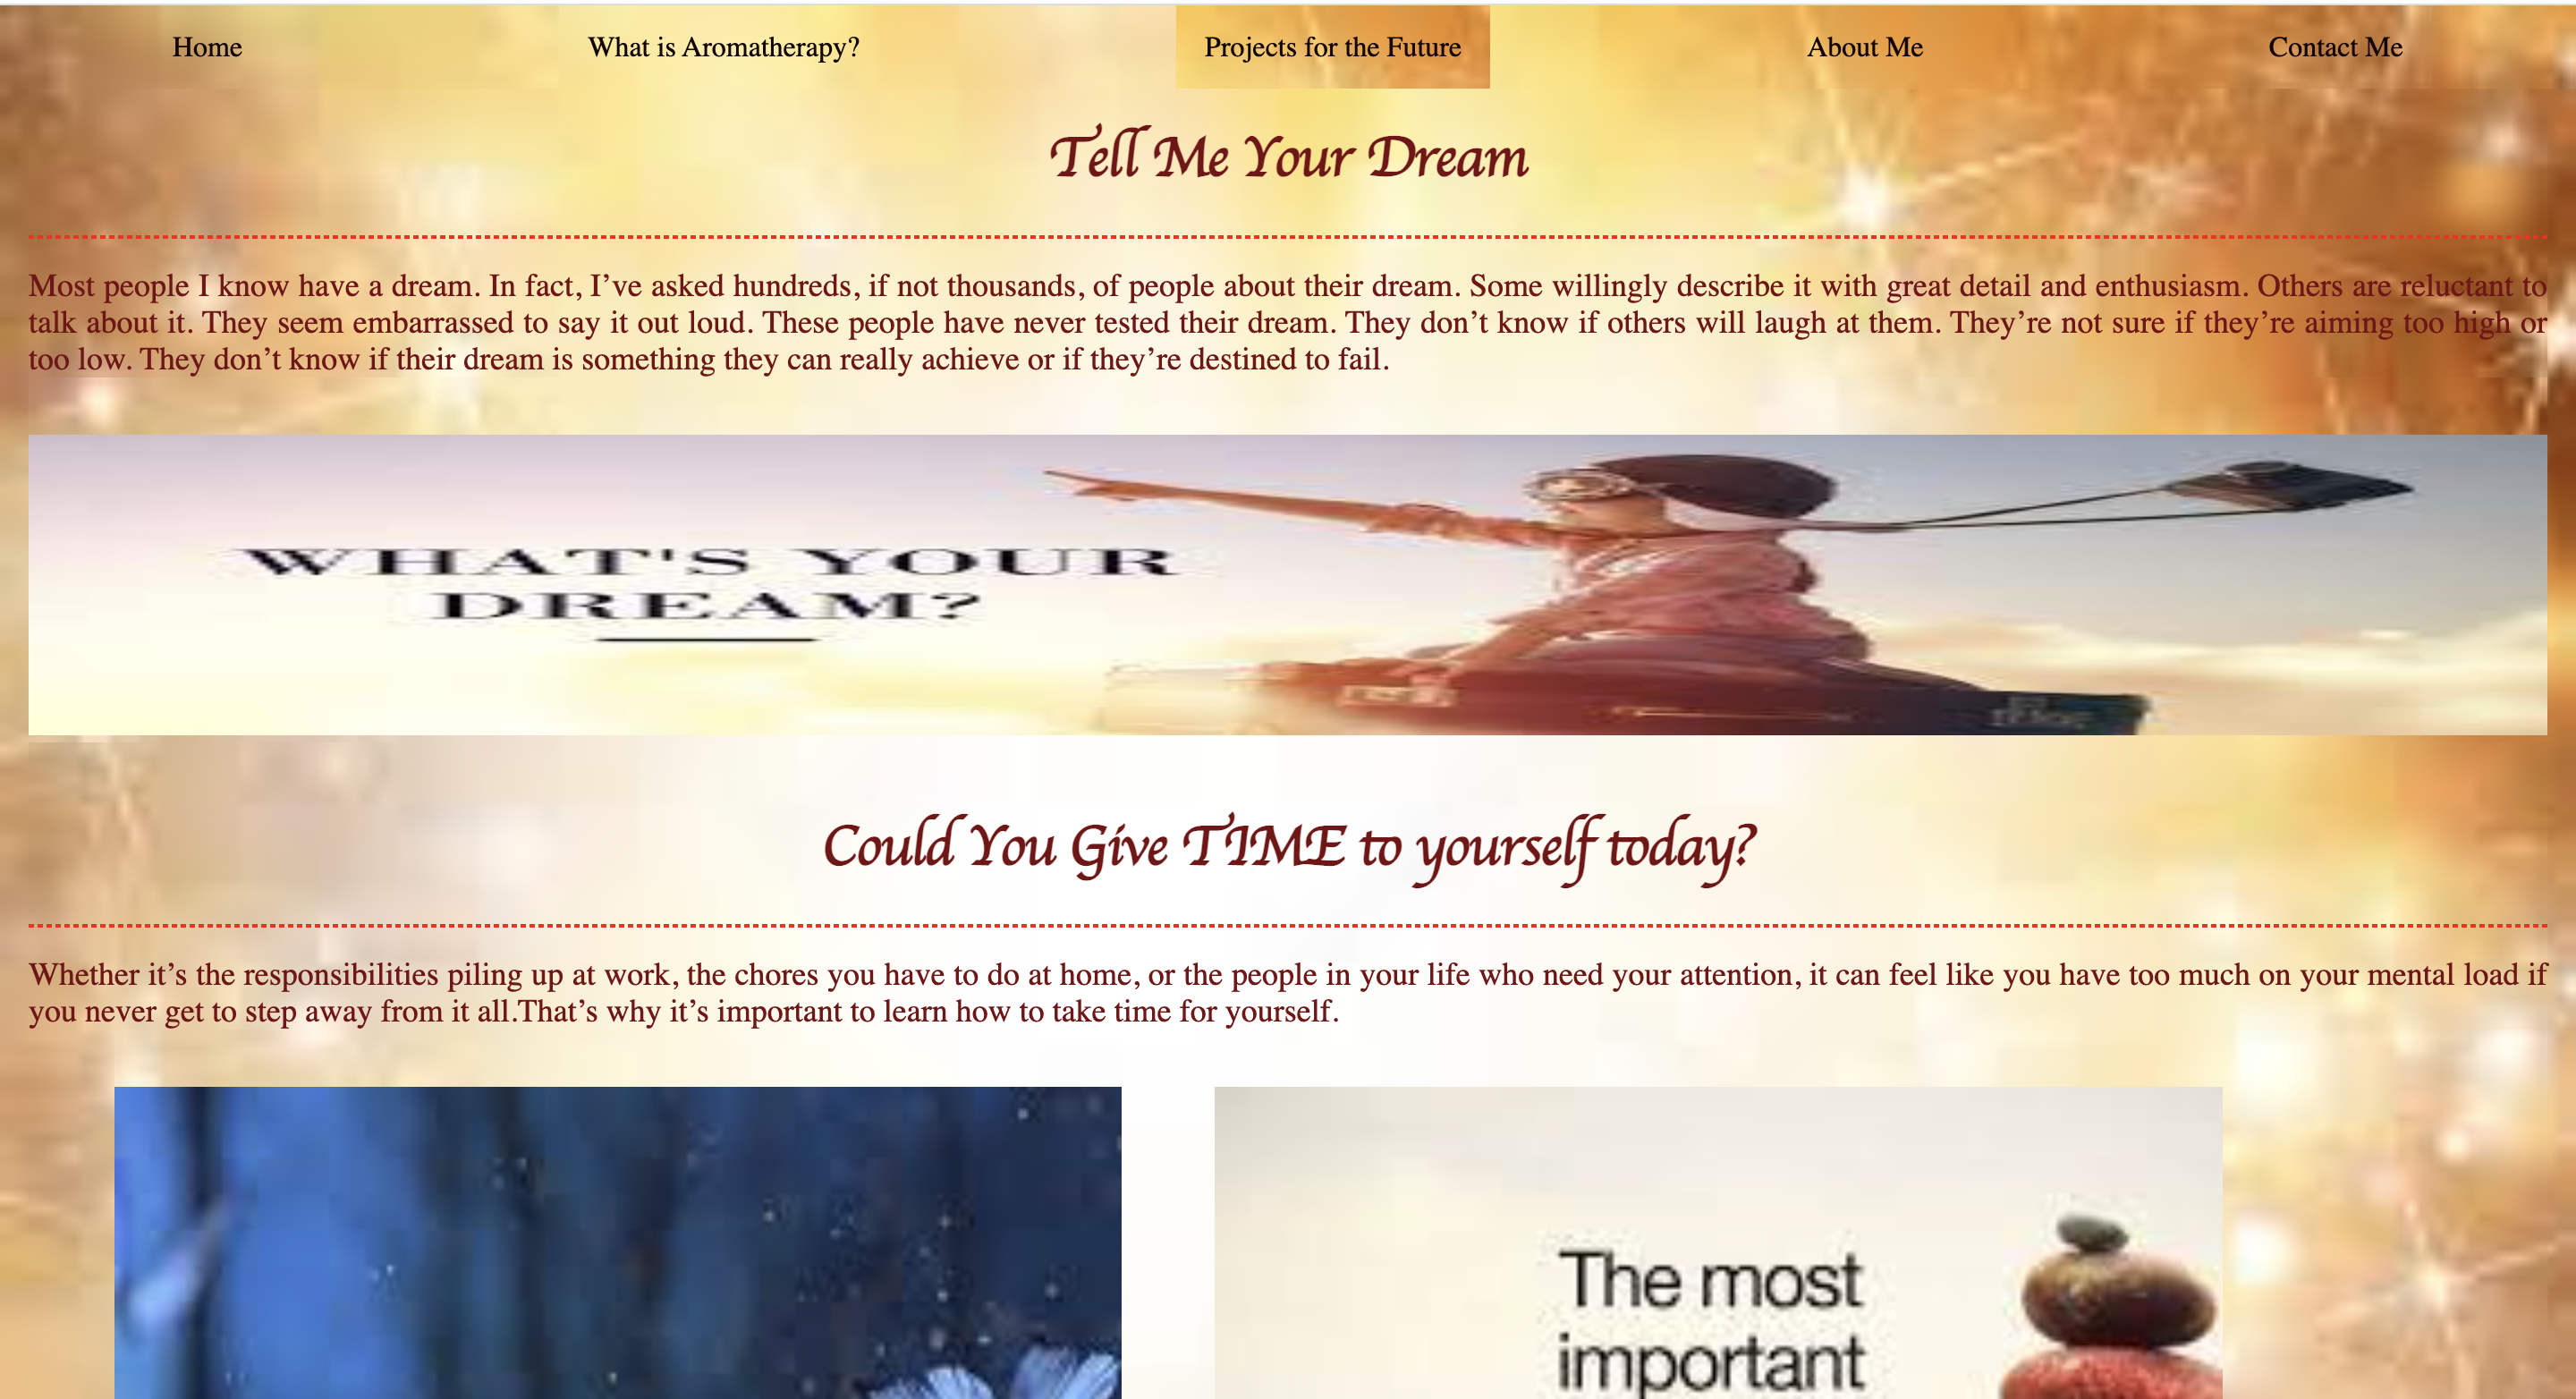 Home What is Aromatherapy? Projects for the Future About Me Contact Me
Tell Me Your Dream
Most people I know have a dream. In fact, I’ve asked hundreds, if not thousands, of people about their dream. Some willingly describe it with great detail and enthusiasm. Others are reluctant to
talk about it. They seem embarrassed to say it out loud. These people have never tested their dream. They don’t know if others will laugh at them. They’re not sure if they’re aiming too high or
too low. They don’t know if their dream is something they can really achieve or if they’re destined to fail.
WHAT'S YOUR
DREAM?
Could You Give TIME to yourself today?
Whether it’s the responsibilities piling up at work, the chores you have to do at home, or the people in your life who need your attention, it can feel like you have too much on your mental load if
you never get to step away from it all.That’s why it’s important to learn how to take time for yourself.
The most
important